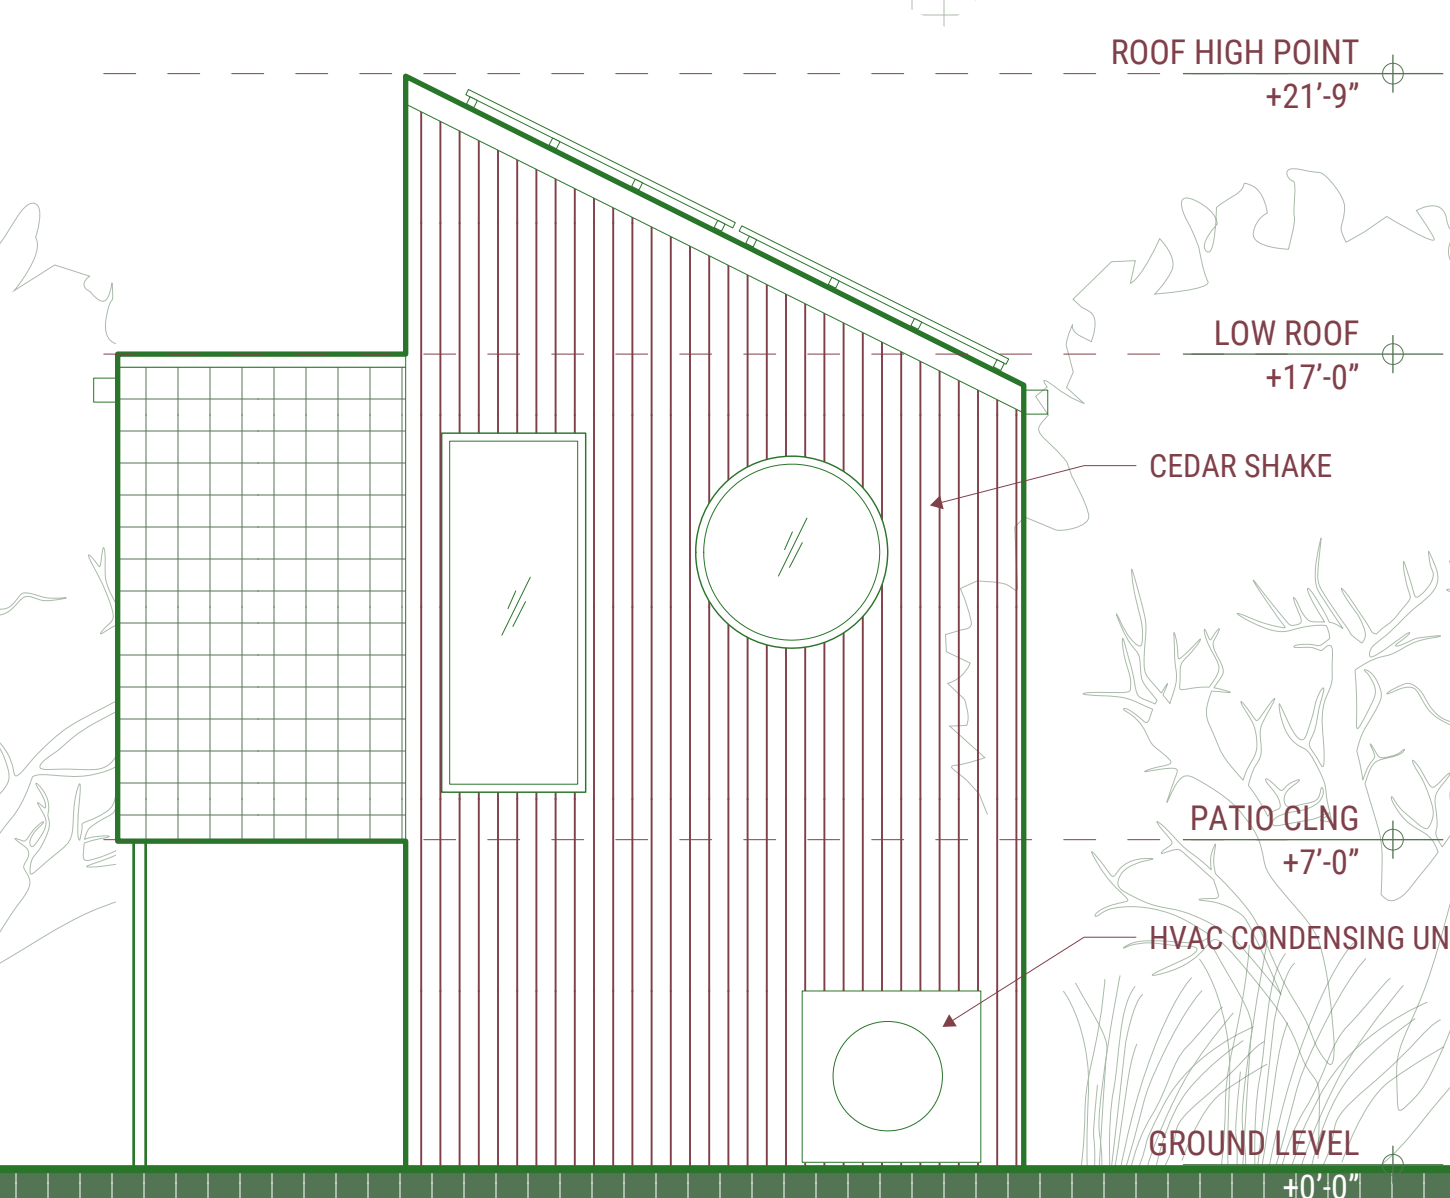 ROOF HIGH POINT
+21’-9”
LOW ROOF
+17’-0”
CEDAR SHAKE
PATIO CLNG
+7’-0”
HVAC CONDENSING UN
GROUND LEVEL
+0’-0”